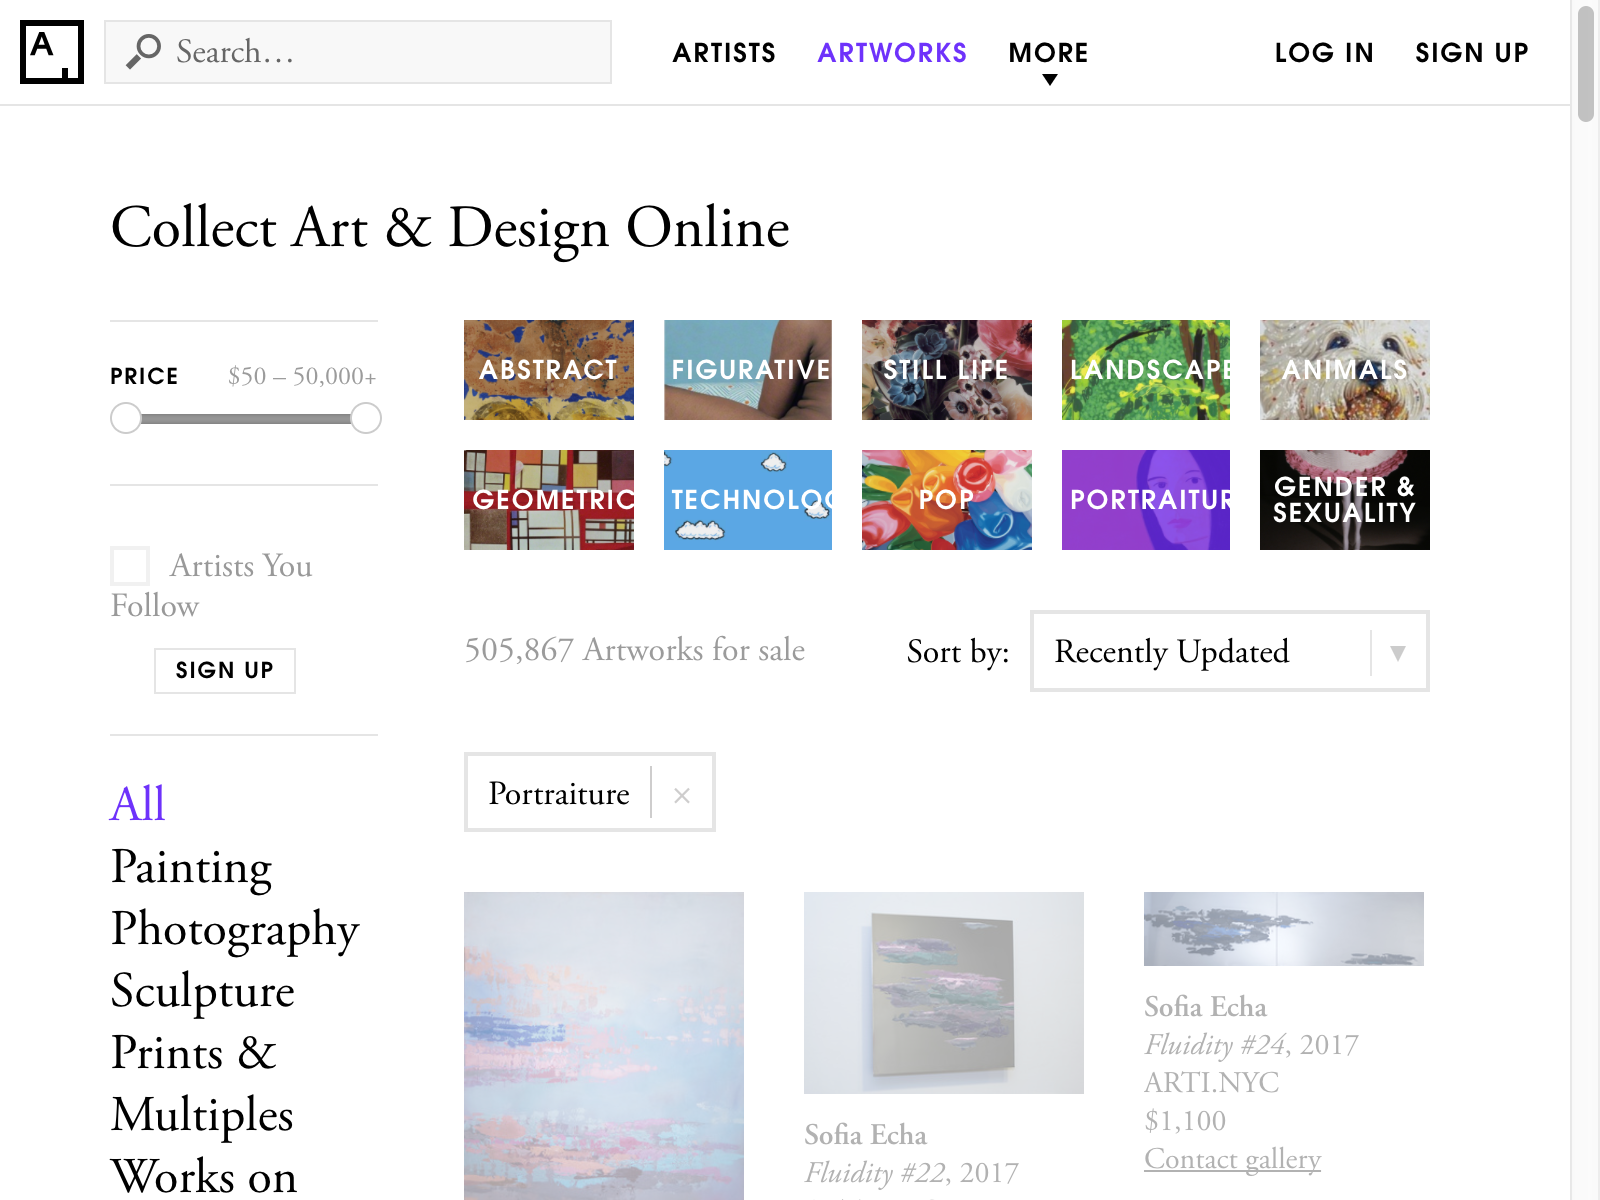 A
Search…
ARTISTS
ARTWORKS
MORE
LOG IN
SIGN UP
Collect Art & Design Online
PRICE
$50 – 50,000+
ABSTRACT
FIGURATIVE
STILL LIFE
LANDSCAPE
ANIMALS
GEOMETRIC
TECHNOLOG
POP
PORTRAITUR
GENDER &
SEXUALITY
Artists You
Follow
SIGN UP
505,867 Artworks for sale
Sort by:
Recently Updated
Portraiture
All
Painting
Photography
Sculpture
Prints &
Multiples
Works on
Sofia Echa
Fluidity #22, 2017
Sofia Echa
Fluidity #24, 2017
ARTI.NYC
$1,100
Contact gallery